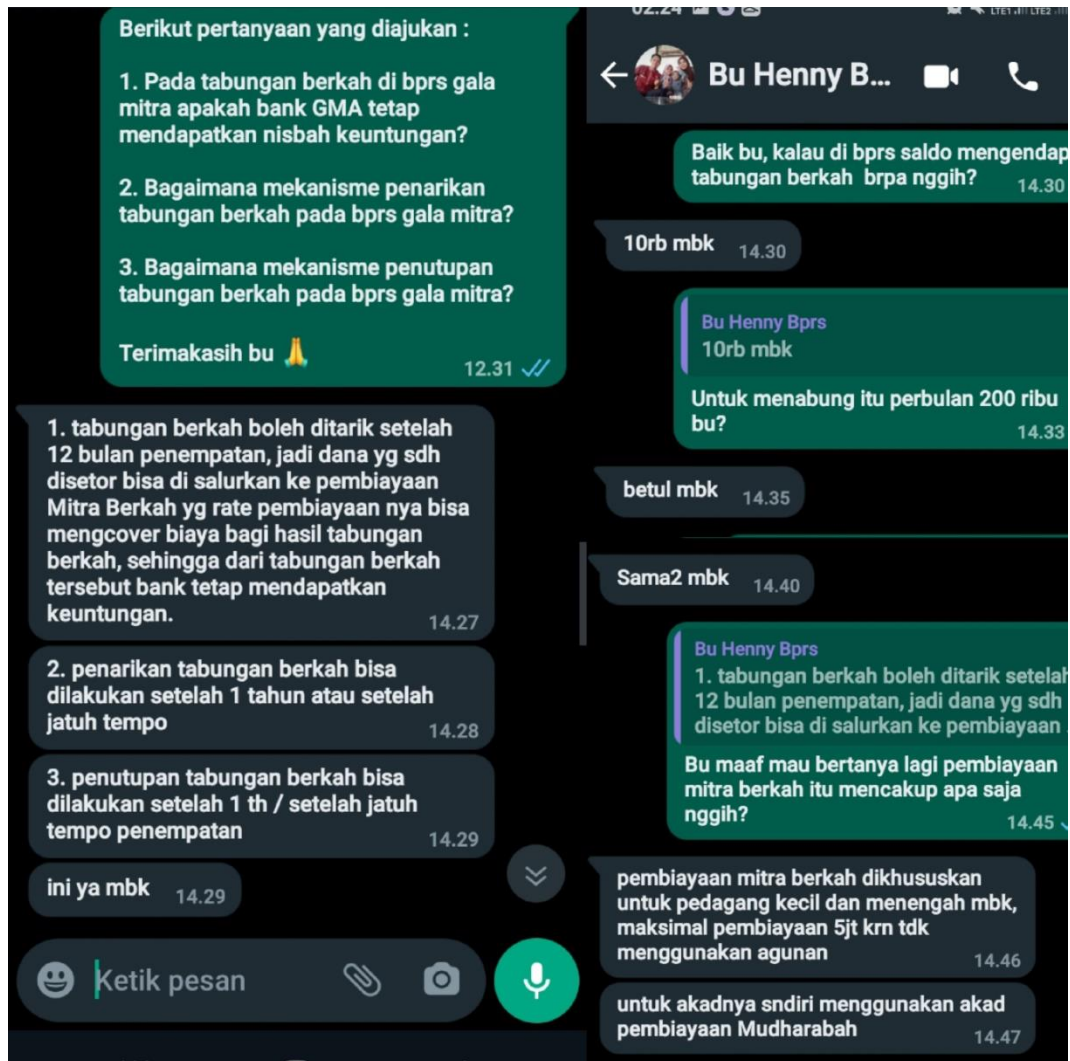 Berikut pertanyaan yang diajukan :
1. Pada tabungan berkah di bprs gala
mitra apakah bank GMA tetap
mendapatkan nisbah keuntungan?
2. Bagaimana mekanisme penarikan
tabungan berkah pada bprs gala mitra?
3. Bagaimana mekanisme penutupan
tabungan berkah pada bprs gala mitra?
Terimakasih bu 🙏
12.31
1. tabungan berkah boleh ditarik setelah
12 bulan penempatan, jadi dana yg sdh
disetor bisa di salurkan ke pembiayaan
Mitra Berkah yg rate pembiayaan nya bisa
mengcover biaya bagi hasil tabungan
berkah, sehingga dari tabungan berkah
tersebut bank tetap mendapatkan
keuntungan.
14.27
2. penarikan tabungan berkah bisa
dilakukan setelah 1 tahun atau setelah
jatuh tempo
14.28
3. penutupan tabungan berkah bisa
dilakukan setelah 1 th / setelah jatuh
tempo penempatan
14.29
ini ya mbk 14.29
Ketik pesan
02.24 LTE1 LTE2
Bu Henny B...
Baik bu, kalau di bprs saldo mengendap
tabungan berkah brpa nggih? 14.30
10rb mbk 14.30
Bu Henny Bprs
10rb mbk
Untuk menabung itu perbulan 200 ribu
bu?
14.33
betul mbk 14.35
Sama2 mbk 14.40
Bu Henny Bprs
1. tabungan berkah boleh ditarik setelah
12 bulan penempatan, jadi dana yg sdh
disetor bisa di salurkan ke pembiayaan
Bu maaf mau bertanya lagi pembiayaan
mitra berkah itu mencakup apa saja
nggih?
14.45
pembiayaan mitra berkah dikhususkan
untuk pedagang kecil dan menengah mbk,
maksimal pembiayaan 5jt krn tdk
menggunakan agunan
14.46
untuk akadnya sndiri menggunakan akad
pembiayaan Mudharabah
14.47